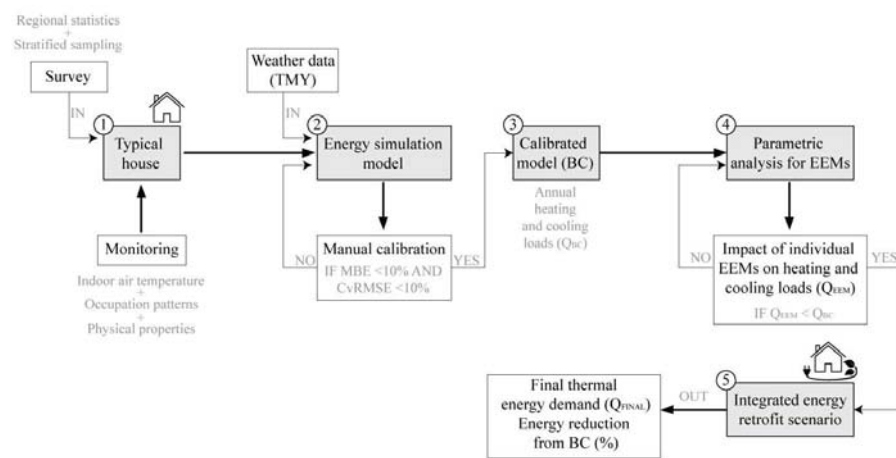 Regional statistics
+
Stratified sampling
Survey
IN
1
Typical
house
Monitoring
Indoor air temperature
+
Occupation patterns
+
Physical properties
Weather data
(TMY)
IN
2
Energy simulation
model
NO
Manual calibration
IF MBE <10% AND
CvRMSE <10%
YES
3
Calibrated
model (BC)
Annual
heating
and cooling
loads (QBC)
4
Parametric
analysis for EEMs
NO
Impact of individual
EEMs on heating and
cooling loads (QEEM)
IF QEEM < QBC
YES
5
Integrated energy
retrofit scenario
OUT
Final thermal
energy demand (QFINAL)
Energy reduction
from BC (%)